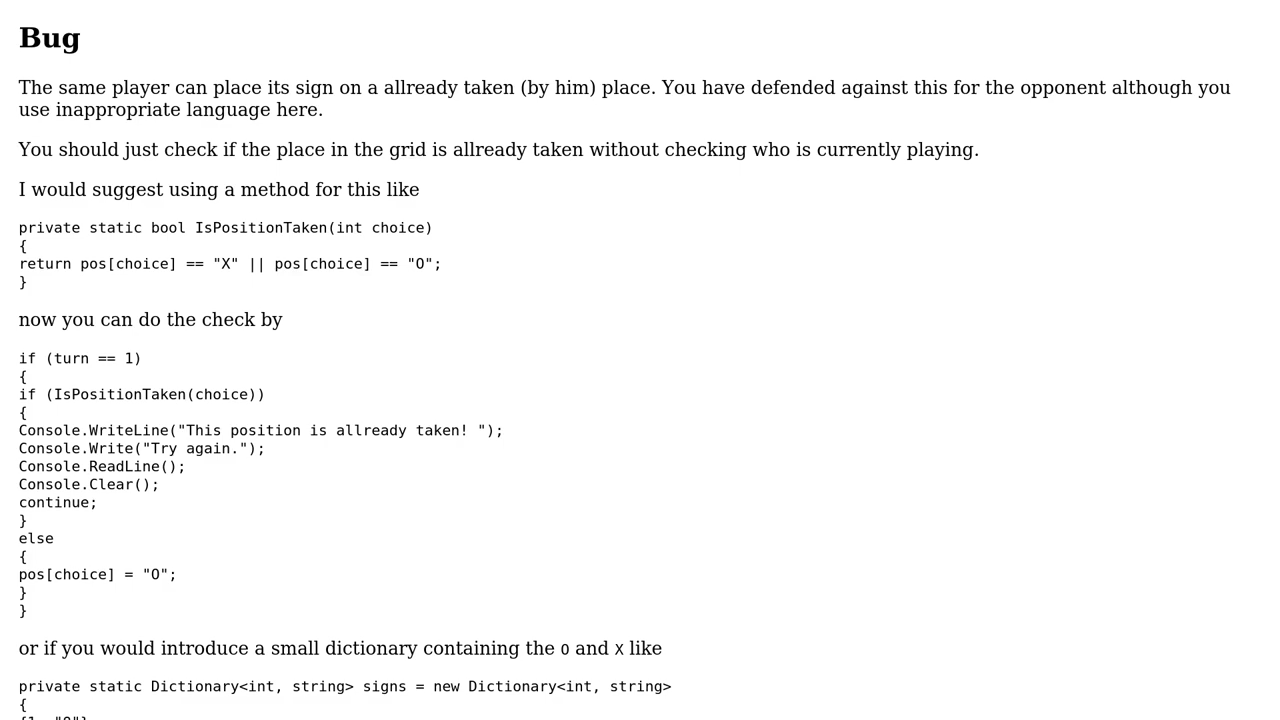 Bug
The same player can place its sign on a allready taken (by him) place. You have defended against this for the opponent although you
use inappropriate language here.
You should just check if the place in the grid is allready taken without checking who is currently playing.
I would suggest using a method for this like
private static bool IsPositionTaken(int choice)
{
return pos[choice] == "X" || pos[choice] == "O";
}
now you can do the check by
if (turn == 1)
{
if (IsPositionTaken(choice))
{
Console.WriteLine("This position is allready taken! ");
Console.Write("Try again.");
Console.ReadLine();
Console.Clear();
continue;
}
else
{
pos[choice] = "O";
}
}
or if you would introduce a small dictionary containing the O and X like
private static Dictionary<int, string> signs = new Dictionary<int, string>
{